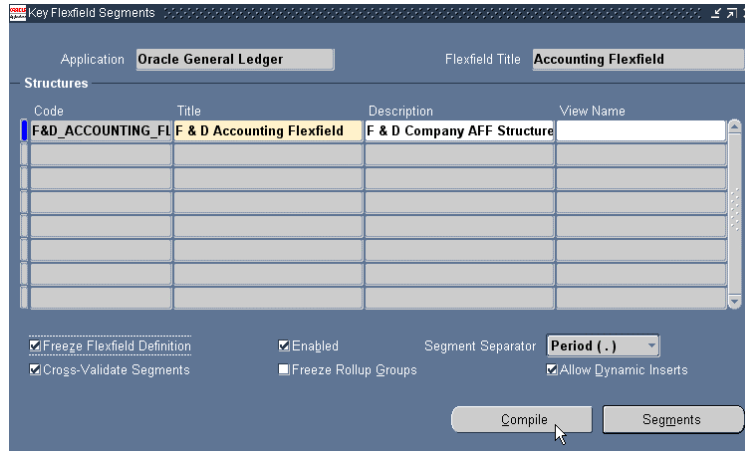 Key Flexfield Segments
Application Oracle General Ledger Flexfield Title Accounting Flexfield
Structures
Code Title Description View Name
F&D_ACCOUNTING_FL F & D Accounting Flexfield F & D Company AFF Structure
Freeze Flexfield Definition Enabled Segment Separator Period (.)
Cross-Validate Segments Freeze Rollup Groups Allow Dynamic Inserts
Compile Segments